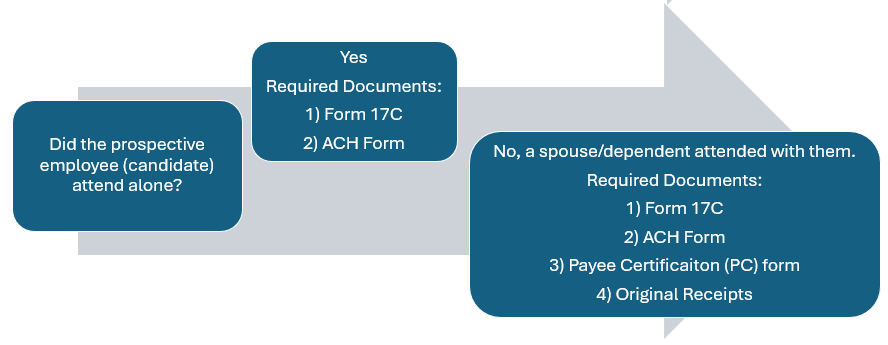 Did the prospective
employee (candidate)
attend alone?
Yes
Required Documents:
1) Form 17C
2) ACH Form
No, a spouse/dependent attended with them.
Required Documents:
1) Form 17C
2) ACH Form
3) Payee Certificaiton (PC) form
4) Original Receipts